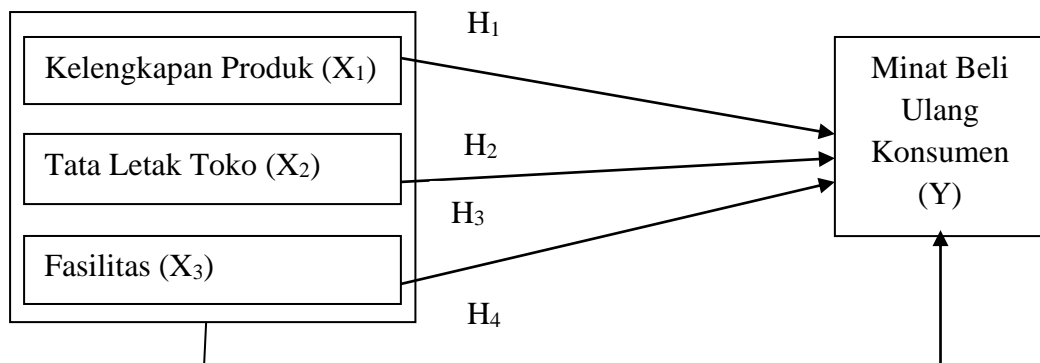 H₁
Kelengkapan Produk (X₁)
Minat Beli
Ulang
Konsumen
(Y)
H₂
Tata Letak Toko (X₂)
H₃
Fasilitas (X₃)
H₄